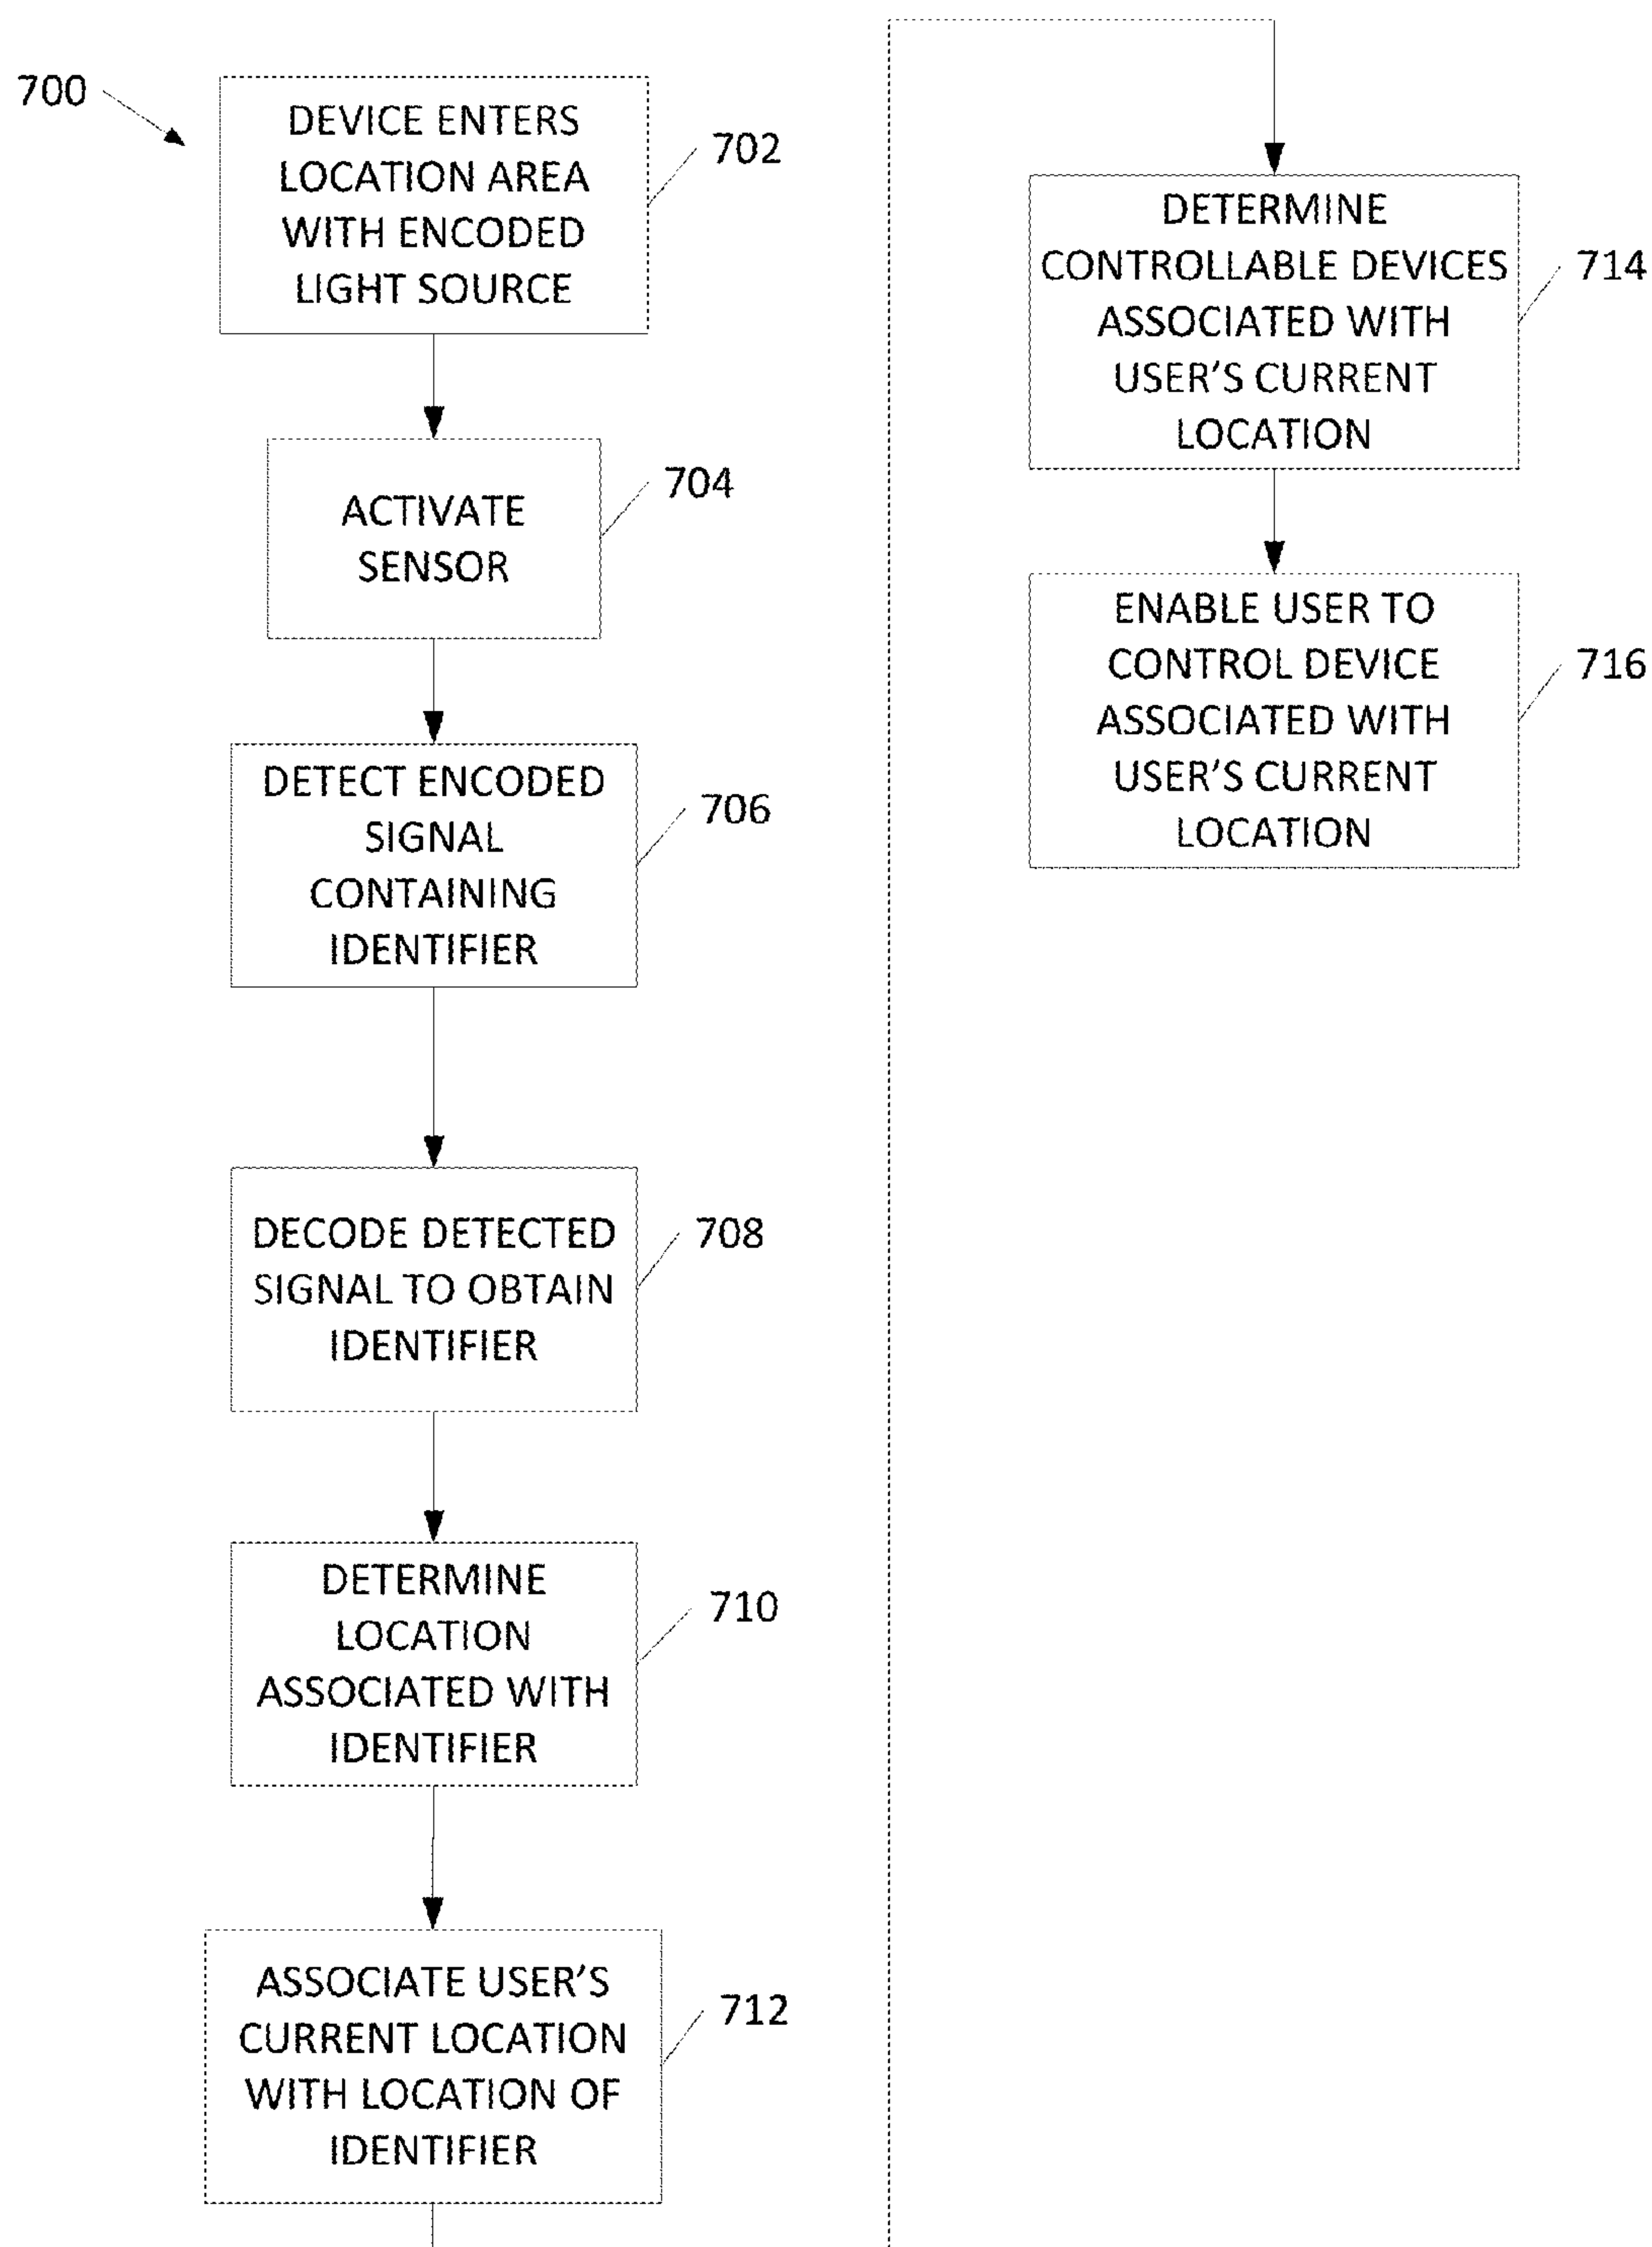 700
DEVICE ENTERS
LOCATION AREA
WITH ENCODED
LIGHT SOURCE
702
ACTIVATE
SENSOR
704
DETECT ENCODED
SIGNAL
CONTAINING
IDENTIFIER
706
DECODE DETECTED
SIGNAL TO OBTAIN
IDENTIFIER
708
DETERMINE
LOCATION
ASSOCIATED WITH
IDENTIFIER
710
ASSOCIATE USER'S
CURRENT LOCATION
WITH LOCATION OF
IDENTIFIER
712
DETERMINE
CONTROLLABLE DEVICES
ASSOCIATED WITH
USER'S CURRENT
LOCATION
714
ENABLE USER TO
CONTROL DEVICE
ASSOCIATED WITH
USER'S CURRENT
LOCATION
716